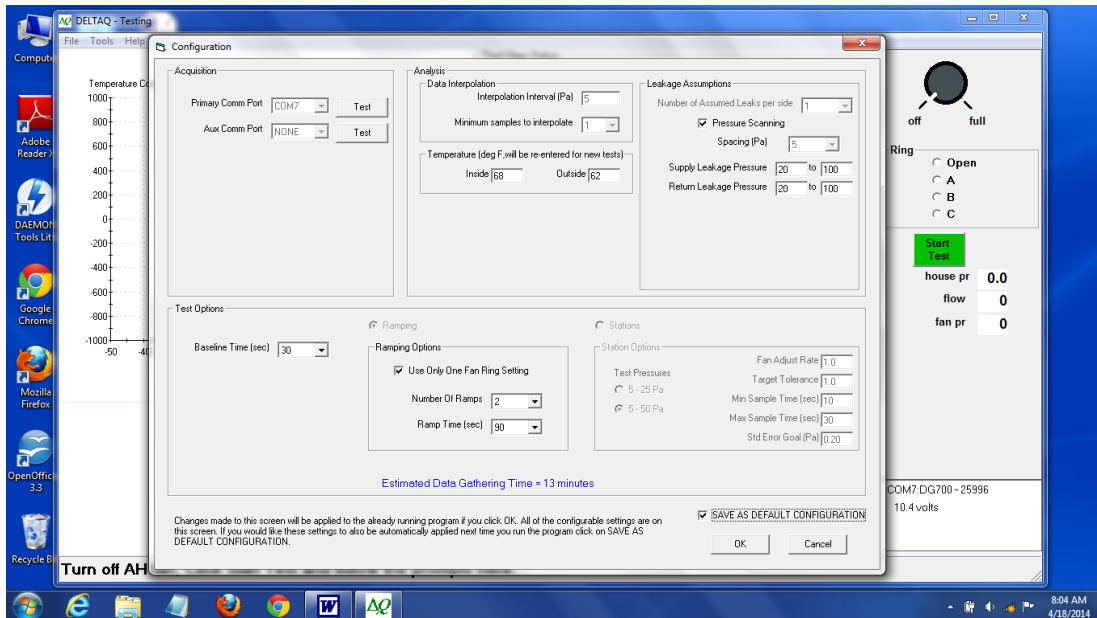 DELTAQ - Testing
File Tools Help
Configuration
Acquisition
Primary Comm Port COM7 Test
Aux Comm Port NONE Test
Analysis
Data Interpolation
Interpolation Interval (Pa) 5
Minimum samples to interpolate 1
Temperature (deg F,will be re-entered for new tests)
Inside 68 Outside 62
Leakage Assumptions
Number of Assumed Leaks per side 1
Pressure Scanning
Spacing (Pa) 5
Supply Leakage Pressure 20 to 100
Return Leakage Pressure 20 to 100
Test Options
Baseline Time (sec) 30
Ramping
Ramping Options
Use Only One Fan Ring Setting
Number Of Ramps 2
Ramp Time (sec) 90
Stations
Station Options
Test Pressures
5 - 25 Pa
5 - 50 Pa
Fan Adjust Rate 1.0
Target Tolerance 1.0
Min Sample Time (sec) 10
Max Sample Time (sec) 30
Std Error Goal (Pa) 0.20
Estimated Data Gathering Time = 13 minutes
Changes made to this screen will be applied to the already running program if you click OK. All of the configurable settings are on
this screen. If you would like these settings to also be automatically applied next time you run the program click on SAVE AS
DEFAULT CONFIGURATION.
SAVE AS DEFAULT CONFIGURATION
OK Cancel
Temperature Co
1000
800
600
400
200
0
-200
-400
-600
-800
-1000
-50 -40
off full
Ring
Open
A
B
C
Start
Test
house pr 0.0
flow 0
fan pr 0
COM7:DG700 - 25996
10.4 volts
Turn off AH
Compute
Adobe
Reader X
DAEMON
Tools Lit
Google
Chrome
Mozilla
Firefox
OpenOffic
3.3
Recycle B
W
ΔQ
8:04 AM
4/18/2014